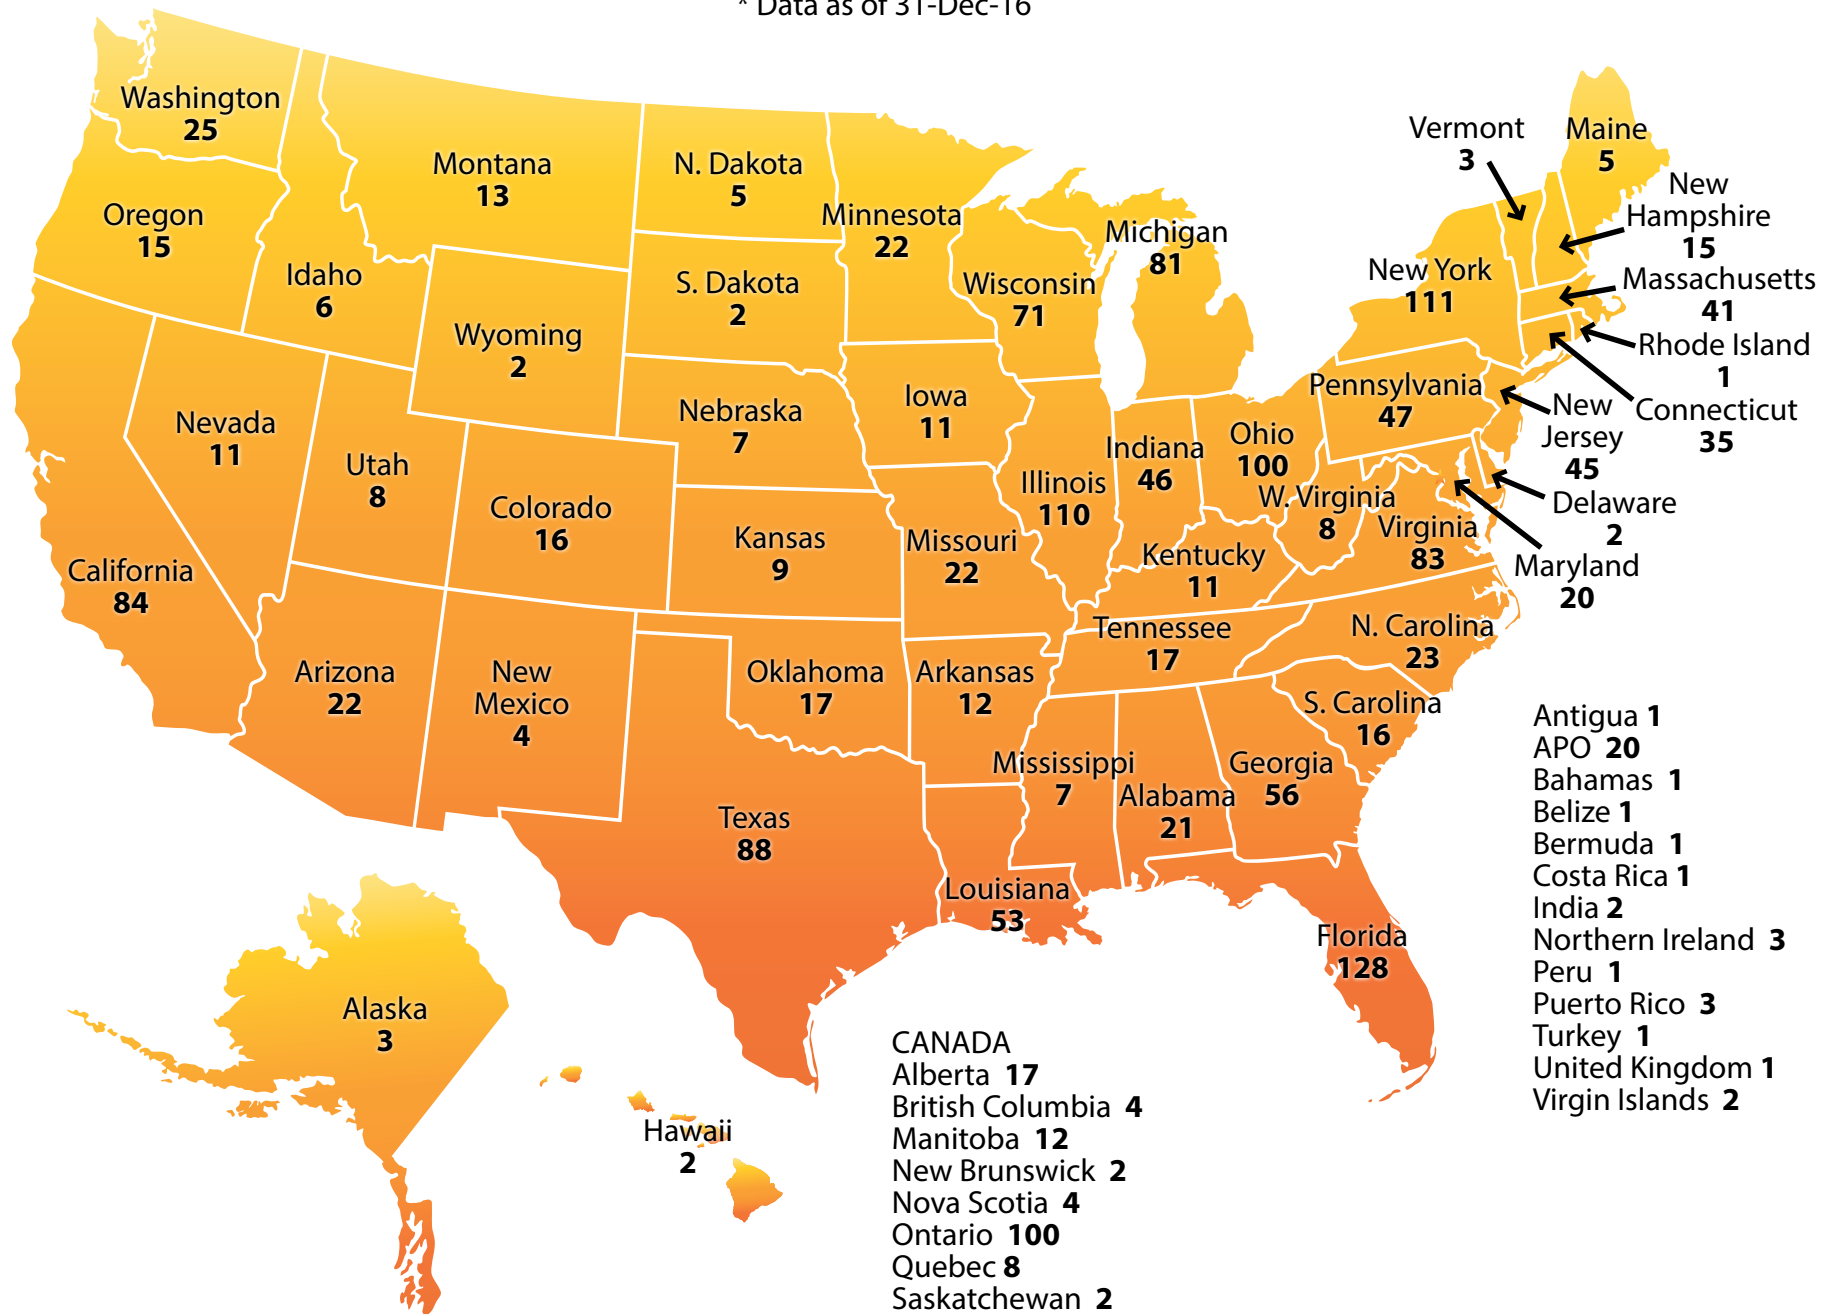 * Data as of 31-Dec-16
Washington
25
Oregon
15
Idaho
6
Montana
13
N. Dakota
5
Minnesota
22
S. Dakota
2
Wyoming
2
Wisconsin
71
Michigan
81
Vermont
3
Maine
5
New
Hampshire
15
New York
111
Massachusetts
41
Rhode Island
1
Connecticut
35
Pennsylvania
47
New
Jersey
45
Delaware
2
Maryland
20
Nevada
11
Utah
8
Colorado
16
Nebraska
7
Iowa
11
Illinois
110
Indiana
46
Ohio
100
W. Virginia
8
Virginia
83
California
84
Kansas
9
Missouri
22
Kentucky
11
Tennessee
17
N. Carolina
23
Arizona
22
New
Mexico
4
Oklahoma
17
Arkansas
12
S. Carolina
16
Mississippi
7
Alabama
21
Georgia
56
Texas
88
Louisiana
53
Florida
128
Alaska
3
Hawaii
2
CANADA
Alberta 17
British Columbia 4
Manitoba 12
New Brunswick 2
Nova Scotia 4
Ontario 100
Quebec 8
Saskatchewan 2
Antigua 1
APO 20
Bahamas 1
Belize 1
Bermuda 1
Costa Rica 1
India 2
Northern Ireland 3
Peru 1
Puerto Rico 3
Turkey 1
United Kingdom 1
Virgin Islands 2